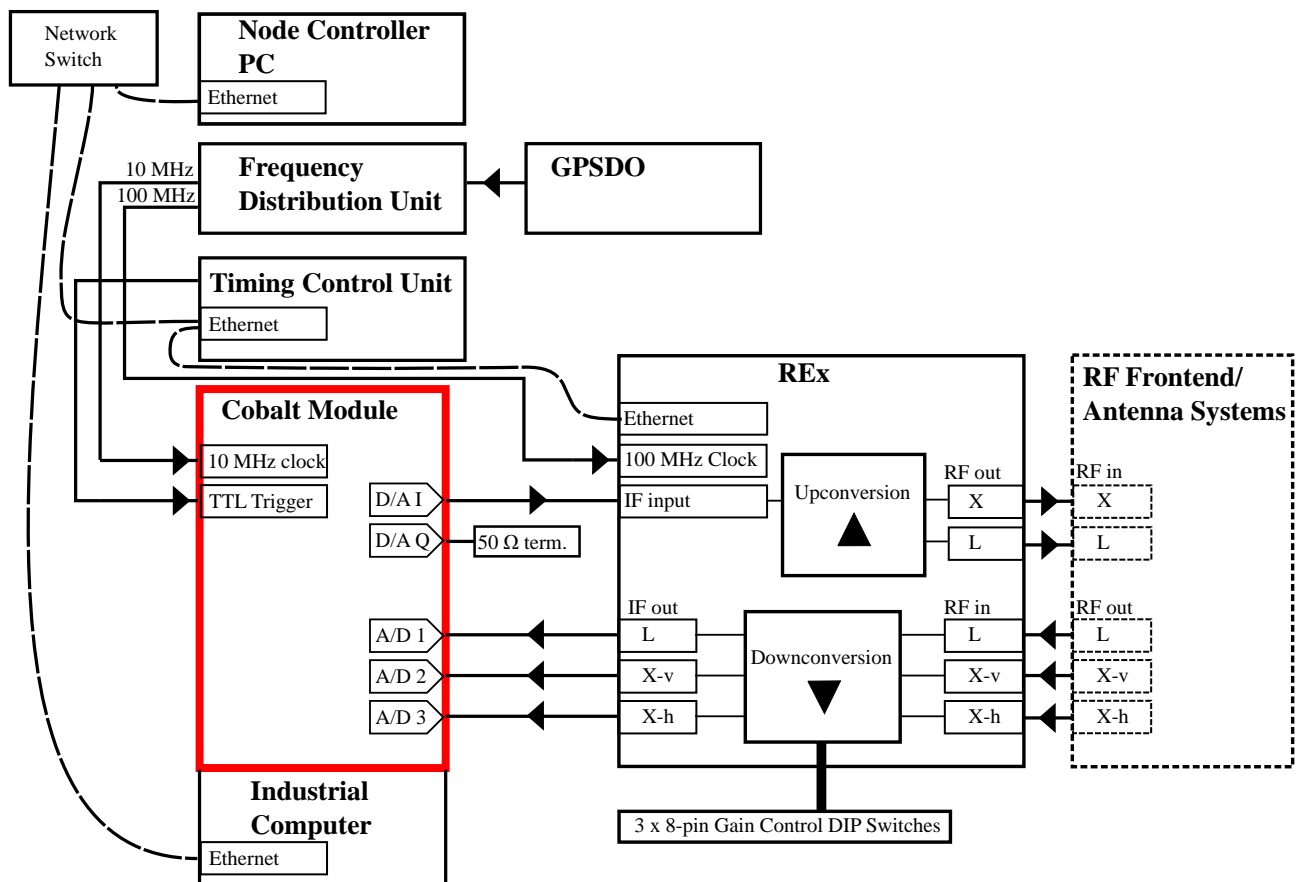 Network
Switch
Node Controller
PC
Ethernet
10 MHz
100 MHz
Frequency
Distribution Unit
GPSDO
Timing Control Unit
Ethernet
Cobalt Module
10 MHz clock
TTL Trigger
D/A I
D/A Q
50 Ω term.
A/D 1
A/D 2
A/D 3
Industrial
Computer
Ethernet
REx
Ethernet
100 MHz Clock
IF input
Upconversion
RF out
X
L
IF out
L
X-v
X-h
Downconversion
RF in
L
X-v
X-h
3 x 8-pin Gain Control DIP Switches
RF Frontend/
Antenna Systems
RF in
X
L
RF out
L
X-v
X-h